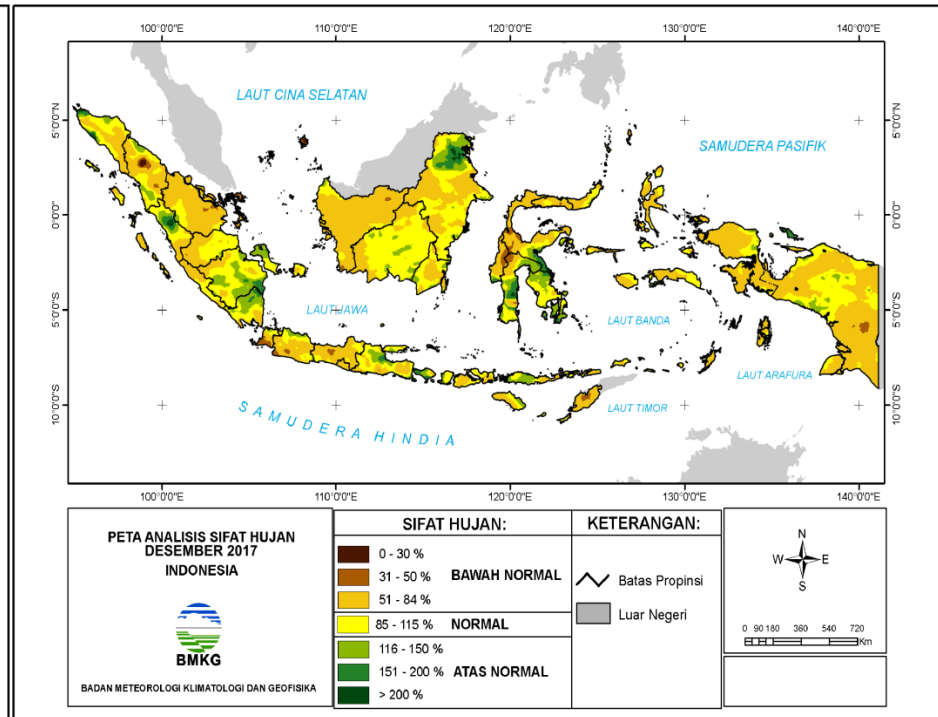 100°0'0"E 110°0'0"E 120°0'0"E 130°0'0"E 140°0'0"E
LAUT CINA SELATAN
5°0'0"N 5°0'0"N
SAMUDERA PASIFIK
0°0'0" 0°0'0"
LAUT JAWA
LAUT BANDA
5°0'0"S 5°0'0"S
LAUT ARAFURA
LAUT TIMOR
10°0'0"S 10°0'0"S
SAMUDERA HINDIA
100°0'0"E 110°0'0"E 120°0'0"E 130°0'0"E 140°0'0"E
PETA ANALISIS SIFAT HUJAN
DESEMBER 2017
INDONESIA
BMKG
BADAN METEOROLOGI KLIMATOLOGI DAN GEOFISIKA
SIFAT HUJAN:
0 - 30 %
31 - 50 % BAWAH NORMAL
51 - 84 %
85 - 115 % NORMAL
116 - 150 %
151 - 200 % ATAS NORMAL
> 200 %
KETERANGAN:
Batas Propinsi
Luar Negeri
N
W E
S
0 90 180 360 540 720
Km